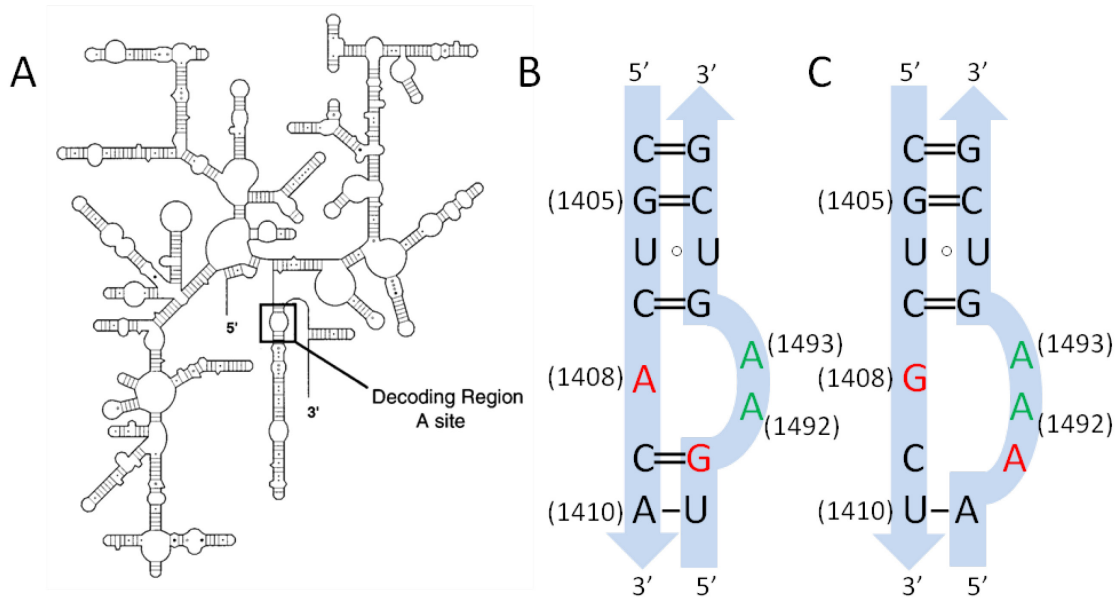 A
5'
3'
Decoding Region
A site
B
5' 3'
C=G
(1405) G=C
U ○ U
C=G
A (1493)
(1408) A
A (1492)
C=G
(1410) A–U
3' 5'
C
5' 3'
C=G
(1405) G=C
U ○ U
C=G
A (1493)
(1408) G
A (1492)
C A
(1410) U–A
3' 5'